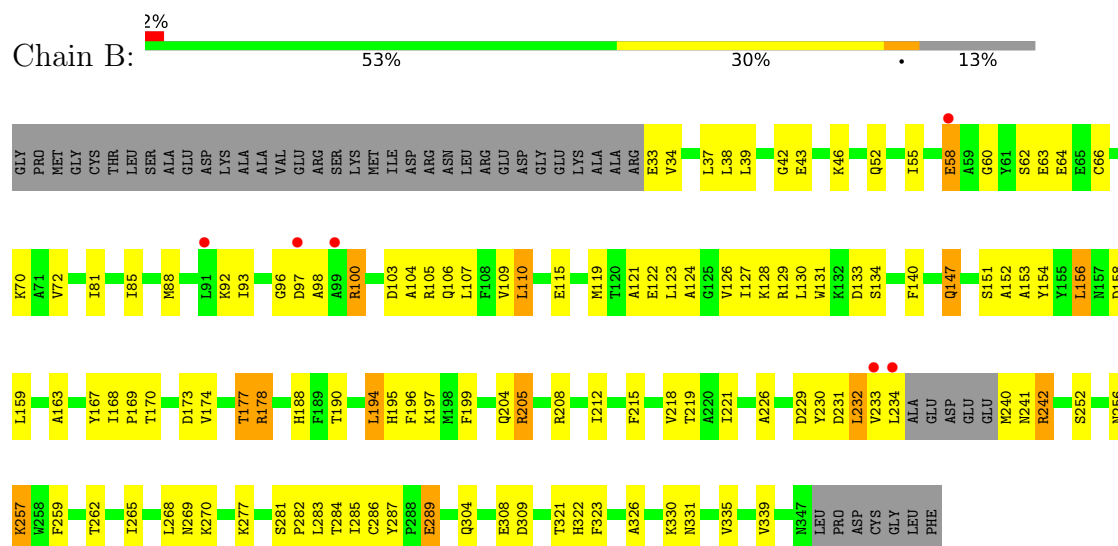 2%
Chain B:
53% 30% • 13%
GLY PRO MET GLY CYS THR LEU SER ALA GLU ASP LYS ALA ALA VAL GLU ARG SER LYS MET ILE ASP ARG ASN LEU ARG GLU ASP GLY GLU LYS ALA ALA ARG E33 V34 L37 L38 L39 G42 E43 K46 Q52 I55 E58 A59 G60 Y61 S62 E63 E64 E65 C66
K70 A71 V72 I81 I85 M88 L91 K92 I93 G96 D97 A98 A99 R100 D103 A104 R105 Q106 L107 F108 V109 L110 E115 M119 T120 A121 E122 L123 A124 G125 V126 I127 K128 R129 L130 W131 K132 D133 S134 F140 Q147 S151 A152 A153 Y154 Y155 L156 N157 D158
L159 A163 Y167 I168 P169 T170 D173 V174 T177 R178 H188 F189 T190 L194 H195 F196 K197 M198 F199 Q204 R205 R208 I212 F215 V218 T219 A220 I221 A226 D229 Y230 D231 L232 V233 L234 ALA GLU ASP GLU GLU M240 N241 R242 S252 N256
K257 W258 F259 T262 I265 L268 N269 K270 K277 S281 P282 L283 T284 I285 C286 Y287 P288 E289 Q304 E308 D309 T321 H322 F323 A326 K330 N331 V335 V339 N347 LEU PRO ASP CYS GLY LEU PHE